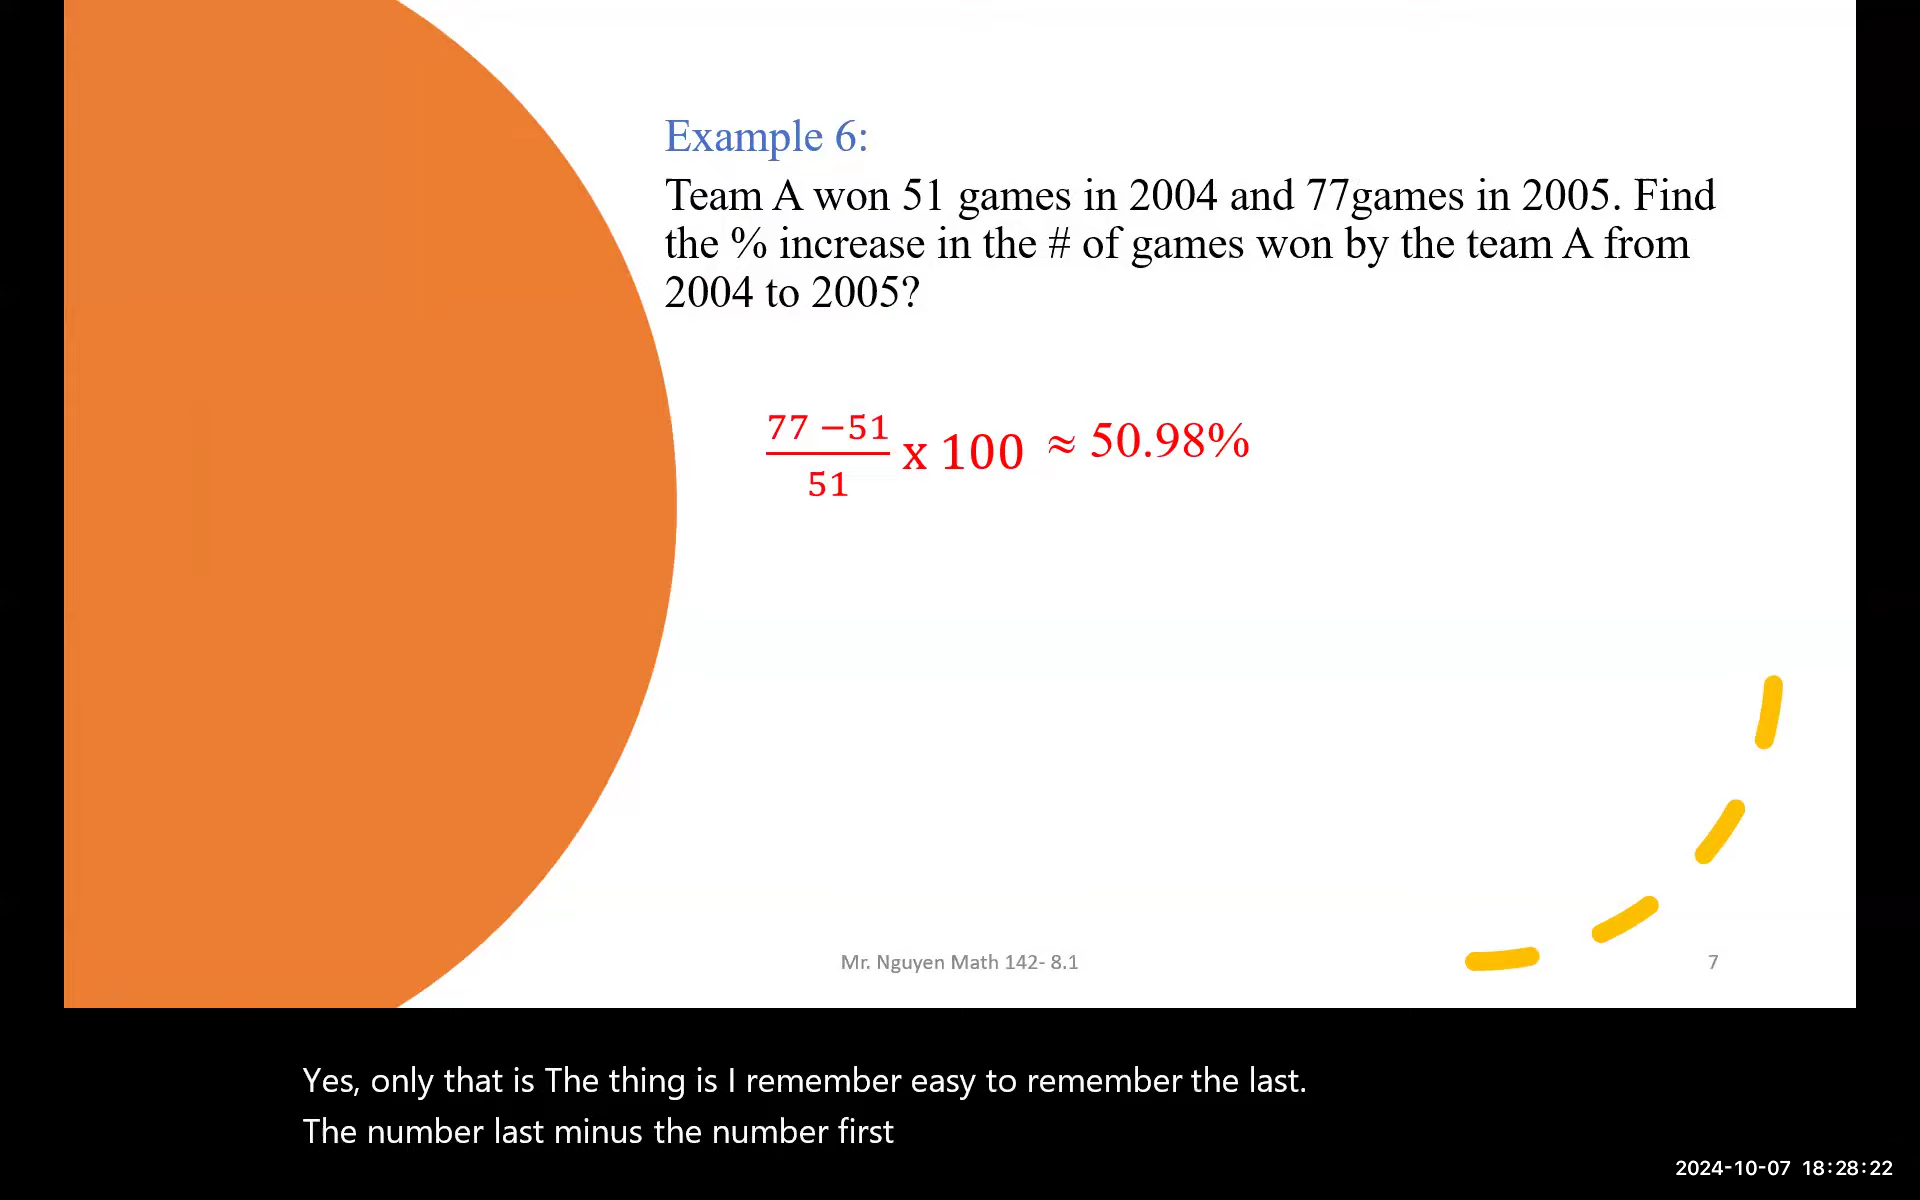 Example 6:
Team A won 51 games in 2004 and 77games in 2005. Find
the % increase in the # of games won by the team A from
2004 to 2005?
77 −51
51
x 100 ≈ 50.98%
Mr. Nguyen Math 142- 8.1
7
Yes, only that is The thing is I remember easy to remember the last.
The number last minus the number first
2024-10-07 18:28:22